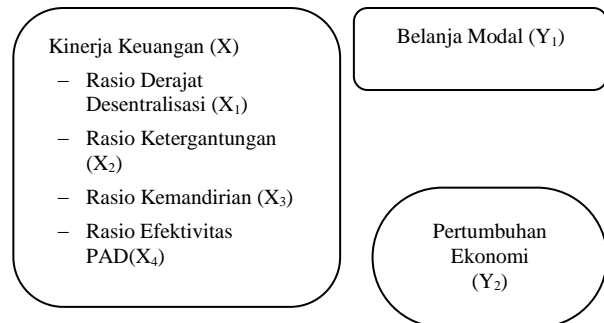 Kinerja Keuangan (X)
– Rasio Derajat
Desentralisasi (X₁)
– Rasio Ketergantungan
(X₂)
– Rasio Kemandirian (X₃)
– Rasio Efektivitas
PAD(X₄)
Belanja Modal (Y₁)
Pertumbuhan
Ekonomi
(Y₂)